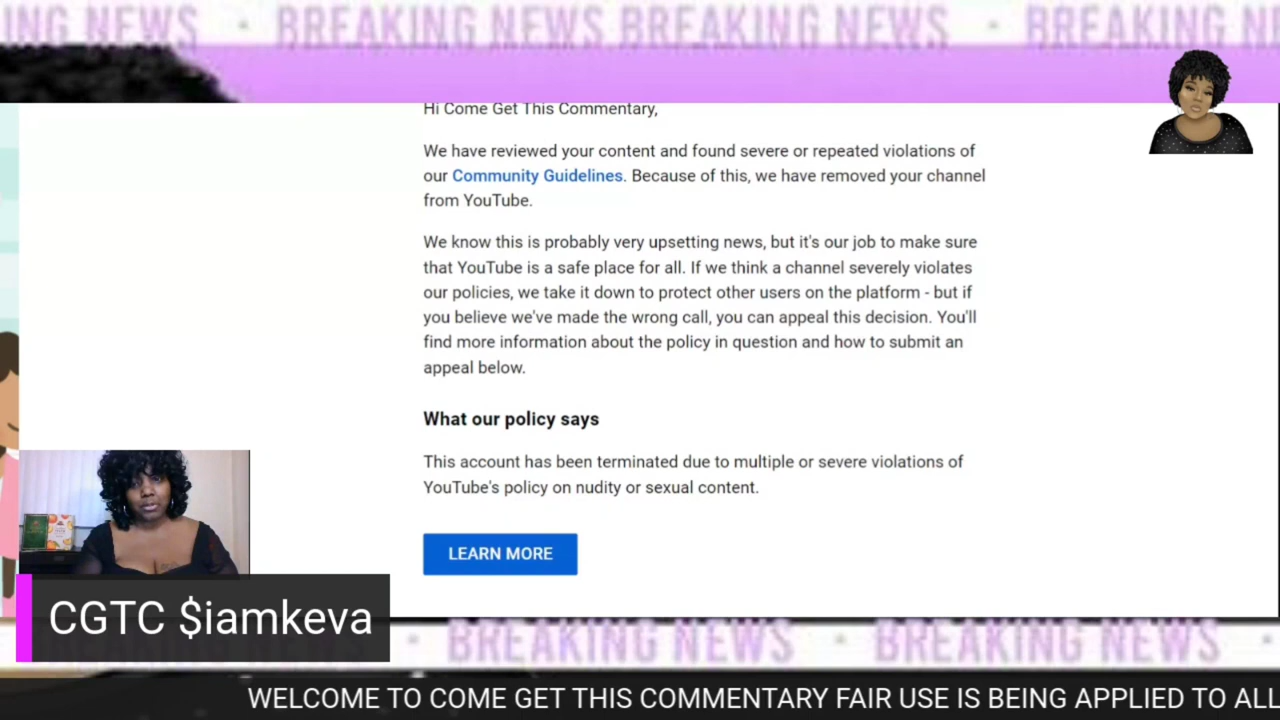 NG NEWS • BREAKING NEWS BREAKING NEWS • BREAKING N
Hi Come Get This Commentary,
We have reviewed your content and found severe or repeated violations of
our Community Guidelines. Because of this, we have removed your channel
from YouTube.
We know this is probably very upsetting news, but it's our job to make sure
that YouTube is a safe place for all. If we think a channel severely violates
our policies, we take it down to protect other users on the platform - but if
you believe we've made the wrong call, you can appeal this decision. You'll
find more information about the policy in question and how to submit an
appeal below.
What our policy says
This account has been terminated due to multiple or severe violations of
YouTube's policy on nudity or sexual content.
LEARN MORE
CGTC $iamkeva
• BREAKING NEWS • BREAKING NEWS •
WELCOME TO COME GET THIS COMMENTARY FAIR USE IS BEING APPLIED TO ALL